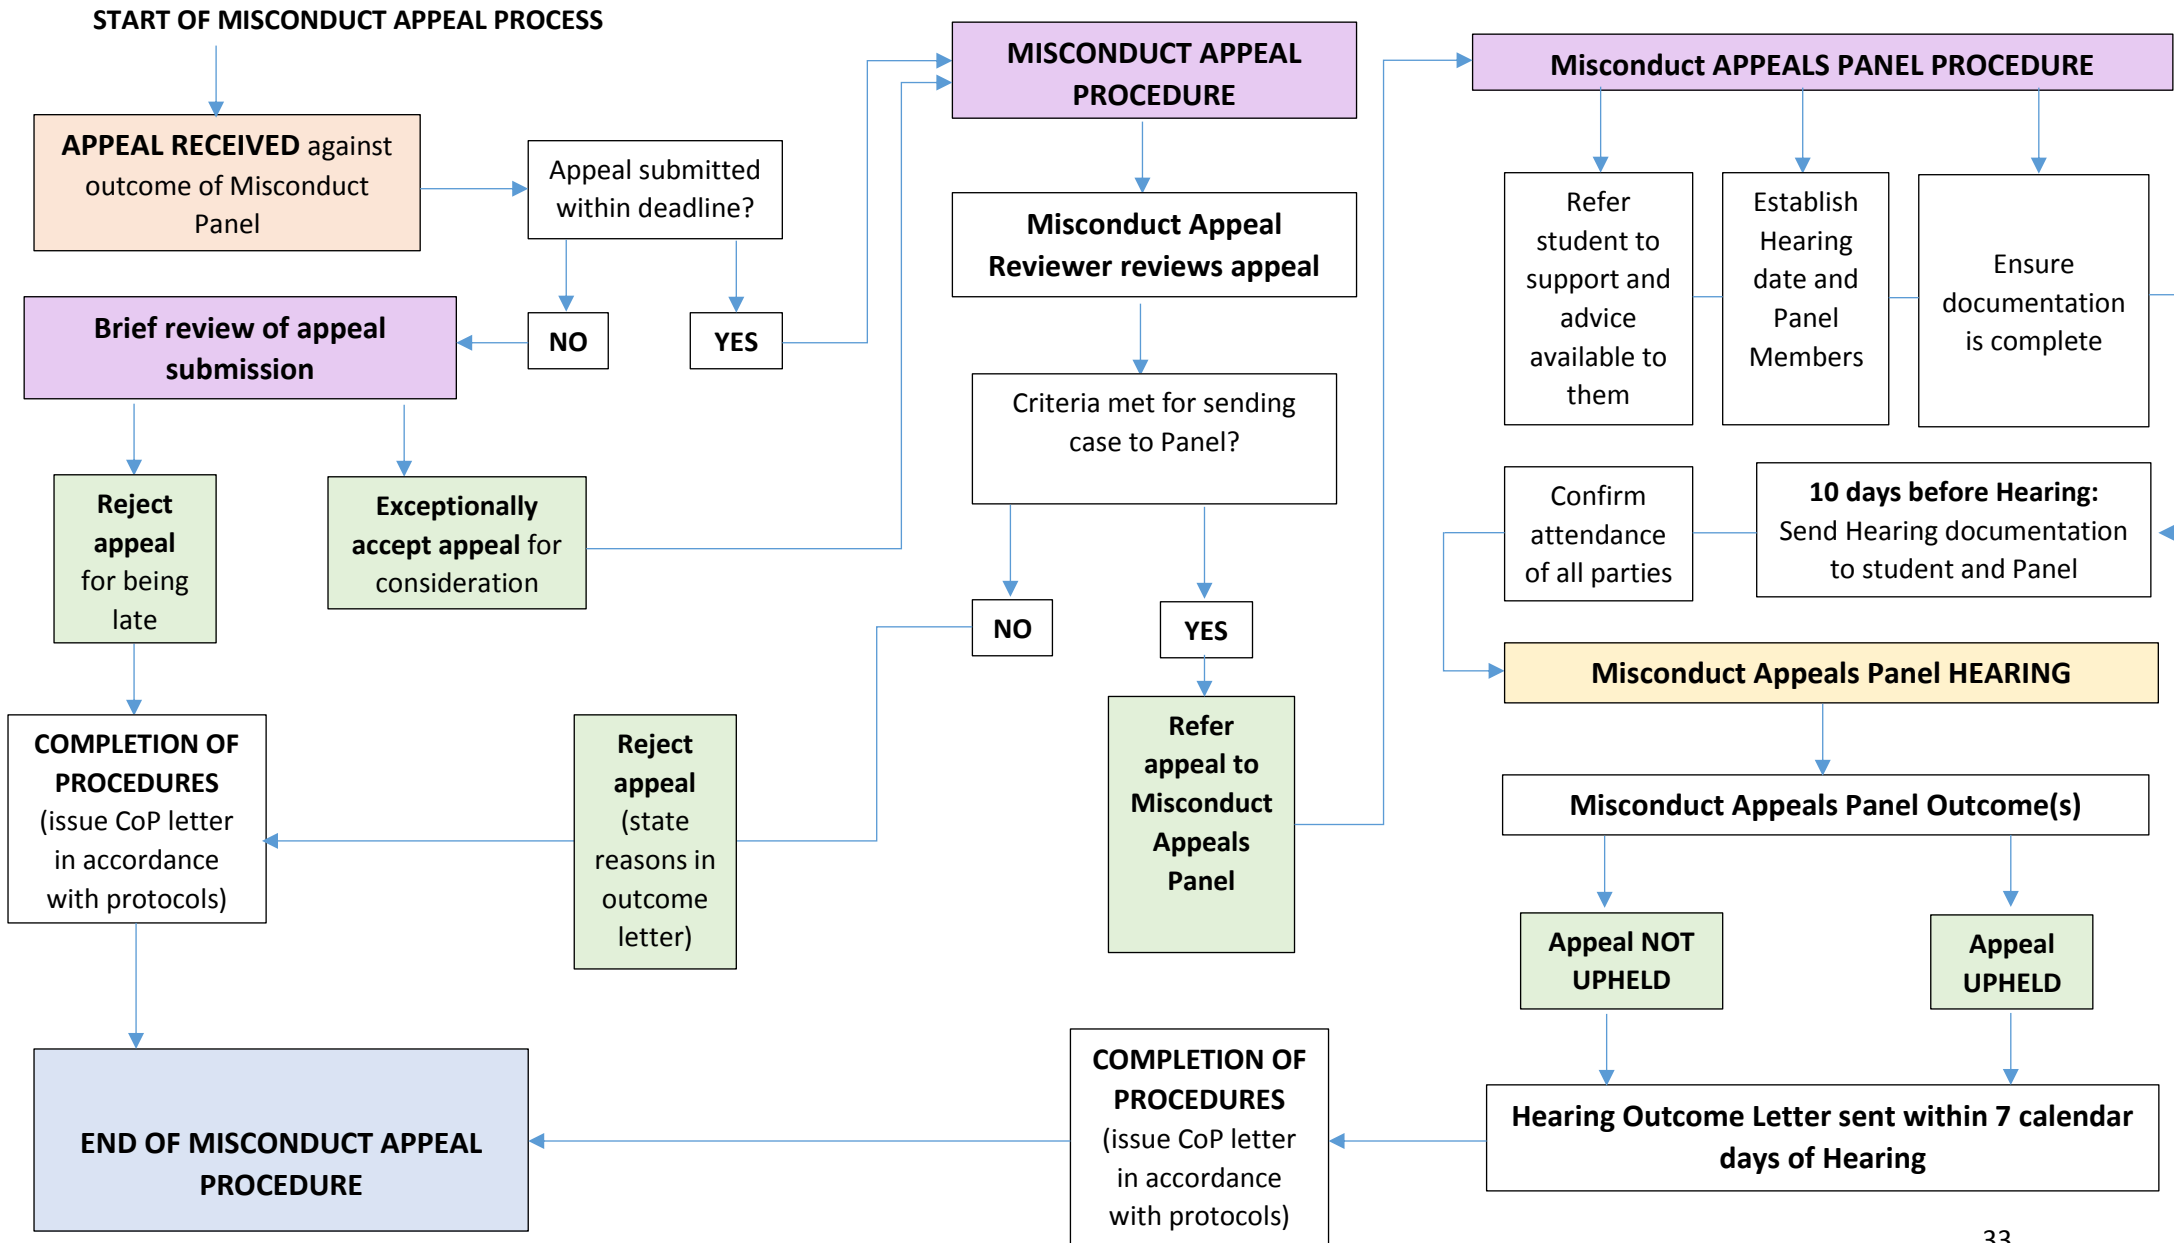 START OF MISCONDUCT APPEAL PROCESS
APPEAL RECEIVED against
outcome of Misconduct
Panel
Appeal submitted
within deadline?
NO
YES
Brief review of appeal
submission
Reject
appeal
for being
late
Exceptionally
accept appeal for
consideration
COMPLETION OF
PROCEDURES
(issue CoP letter
in accordance
with protocols)
Reject
appeal
(state
reasons in
outcome
letter)
END OF MISCONDUCT APPEAL
PROCEDURE
MISCONDUCT APPEAL
PROCEDURE
Misconduct Appeal
Reviewer reviews appeal
Criteria met for sending
case to Panel?
NO
YES
Refer
appeal to
Misconduct
Appeals
Panel
Misconduct APPEALS PANEL PROCEDURE
Refer
student to
support and
advice
available to
them
Establish
Hearing
date and
Panel
Members
Ensure
documentation
is complete
10 days before Hearing:
Send Hearing documentation
to student and Panel
Confirm
attendance
of all parties
Misconduct Appeals Panel HEARING
Misconduct Appeals Panel Outcome(s)
Appeal NOT
UPHELD
Appeal
UPHELD
Hearing Outcome Letter sent within 7 calendar
days of Hearing
COMPLETION OF
PROCEDURES
(issue CoP letter
in accordance
with protocols)
33